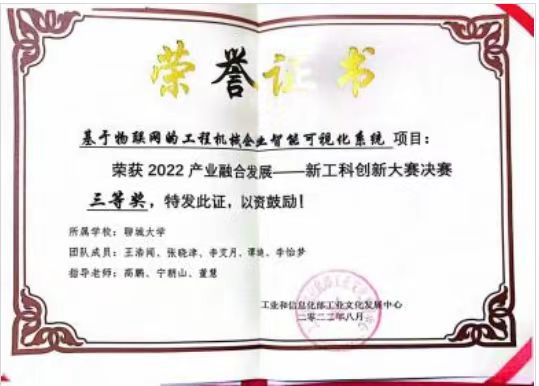 荣誉证书
基于物联网的工程机械企业智能可视化系统 项目:
荣获 2022 产业融合发展——新工科创新大赛决赛
三等奖,特发此证,以资鼓励!
所属学校:聊城大学
团队成员:王浩闻、张晓津、李艾月、谭迪、李怡梦
指导老师:高鹏、宁朝山、董慧
工业和信息化部工业文化发展中心
二零二二年八月